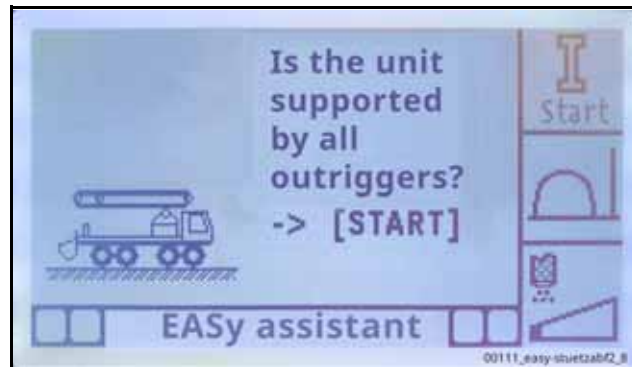 Is the unit
supported
by all
outriggers?
-> [START]
Start
EASy assistant
00111_easy-stuetzabf2_8